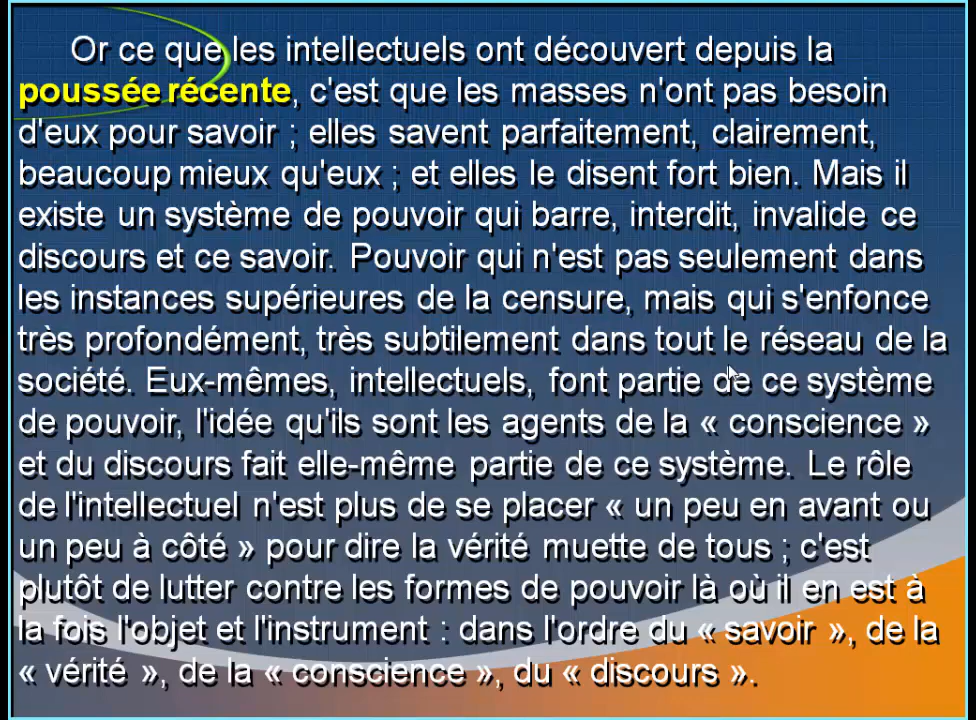 Or ce que les intellectuels ont découvert depuis la
poussée récente, c'est que les masses n'ont pas besoin
d'eux pour savoir ; elles savent parfaitement, clairement,
beaucoup mieux qu'eux ; et elles le disent fort bien. Mais il
existe un système de pouvoir qui barre, interdit, invalide ce
discours et ce savoir. Pouvoir qui n'est pas seulement dans
les instances supérieures de la censure, mais qui s'enfonce
très profondément, très subtilement dans tout le réseau de la
société. Eux-mêmes, intellectuels, font partie de ce système
de pouvoir, l'idée qu'ils sont les agents de la « conscience »
et du discours fait elle-même partie de ce système. Le rôle
de l'intellectuel n'est plus de se placer « un peu en avant ou
un peu à côté » pour dire la vérité muette de tous ; c'est
plutôt de lutter contre les formes de pouvoir là où il en est à
la fois l'objet et l'instrument : dans l'ordre du « savoir », de la
« vérité », de la « conscience », du « discours ».